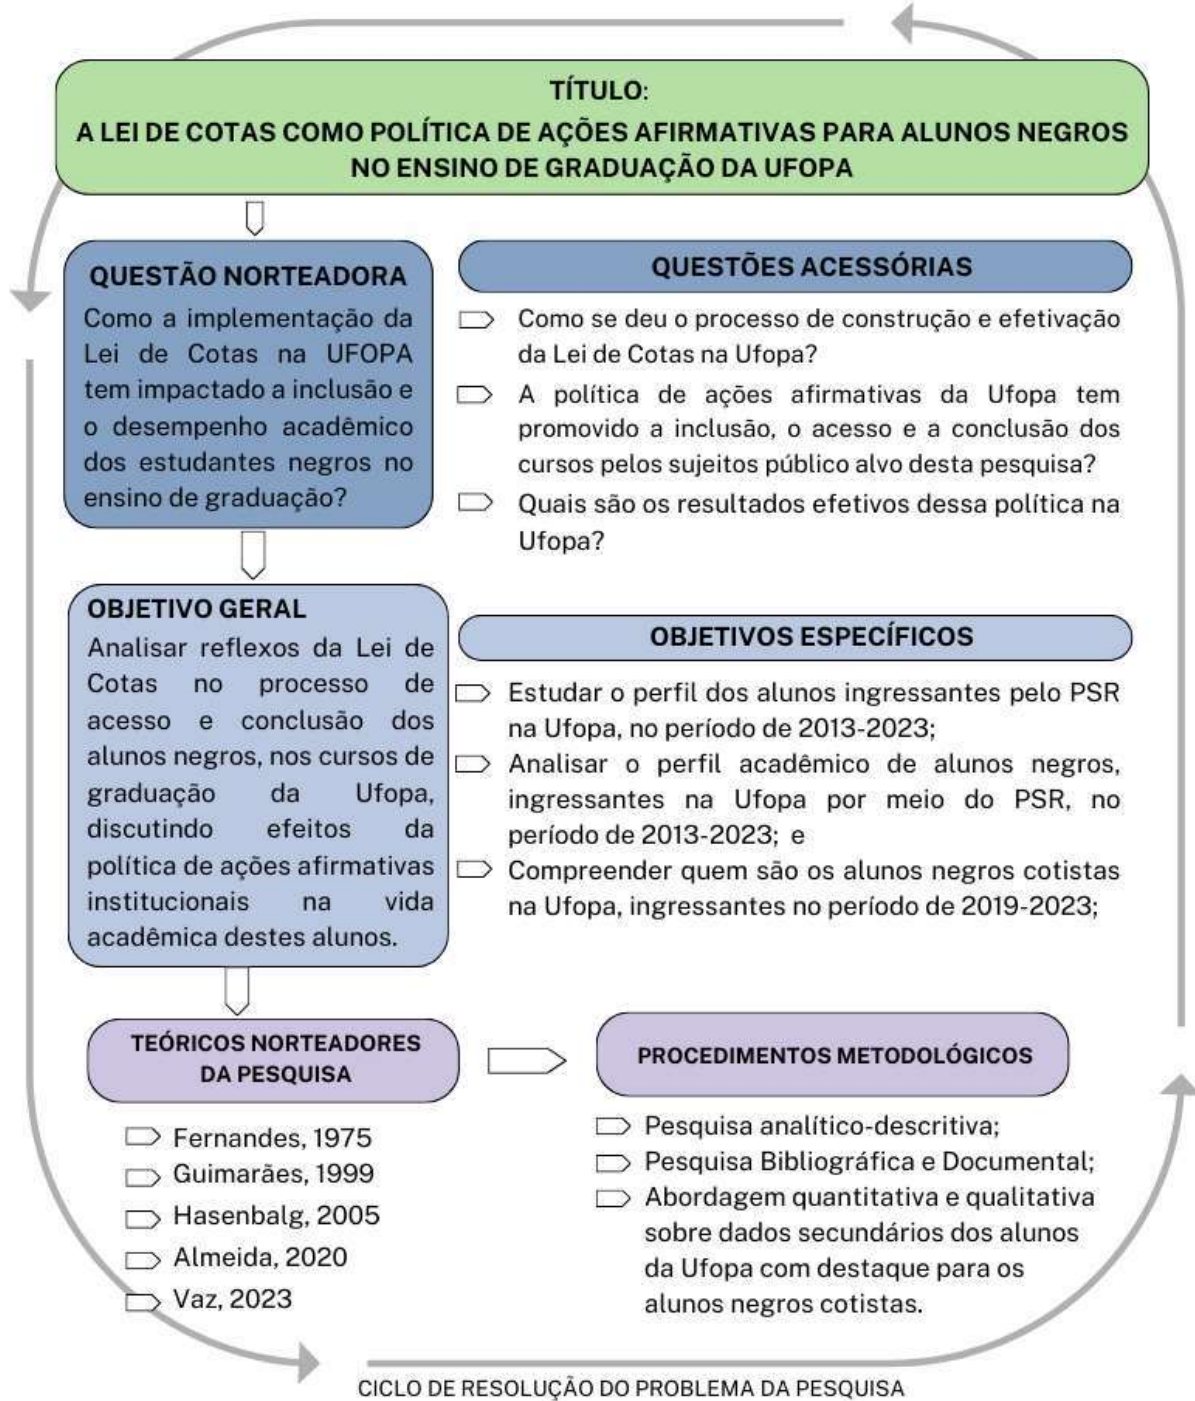 TÍTULO:
A LEI DE COTAS COMO POLÍTICA DE AÇÕES AFIRMATIVAS PARA ALUNOS NEGROS
NO ENSINO DE GRADUAÇÃO DA UFOPA
QUESTÃO NORTEADORA
Como a implementação da
Lei de Cotas na UFOPA
tem impactado a inclusão e
o desempenho acadêmico
dos estudantes negros no
ensino de graduação?
QUESTÕES ACESSÓRIAS
Como se deu o processo de construção e efetivação
da Lei de Cotas na Ufopa?
A política de ações afirmativas da Ufopa tem
promovido a inclusão, o acesso e a conclusão dos
cursos pelos sujeitos público alvo desta pesquisa?
Quais são os resultados efetivos dessa política na
Ufopa?
OBJETIVO GERAL
Analisar reflexos da Lei de
Cotas no processo de
acesso e conclusão dos
alunos negros, nos cursos de
graduação da Ufopa,
discutindo efeitos da
política de ações afirmativas
institucionais na vida
acadêmica destes alunos.
OBJETIVOS ESPECÍFICOS
Estudar o perfil dos alunos ingressantes pelo PSR
na Ufopa, no período de 2013-2023;
Analisar o perfil acadêmico de alunos negros,
ingressantes na Ufopa por meio do PSR, no
período de 2013-2023; e
Compreender quem são os alunos negros cotistas
na Ufopa, ingressantes no período de 2019-2023;
TEÓRICOS NORTEADORES
DA PESQUISA
Fernandes, 1975
Guimarães, 1999
Hasenbalg, 2005
Almeida, 2020
Vaz, 2023
PROCEDIMENTOS METODOLÓGICOS
Pesquisa analítico-descritiva;
Pesquisa Bibliográfica e Documental;
Abordagem quantitativa e qualitativa
sobre dados secundários dos alunos
da Ufopa com destaque para os
alunos negros cotistas.
CICLO DE RESOLUÇÃO DO PROBLEMA DA PESQUISA